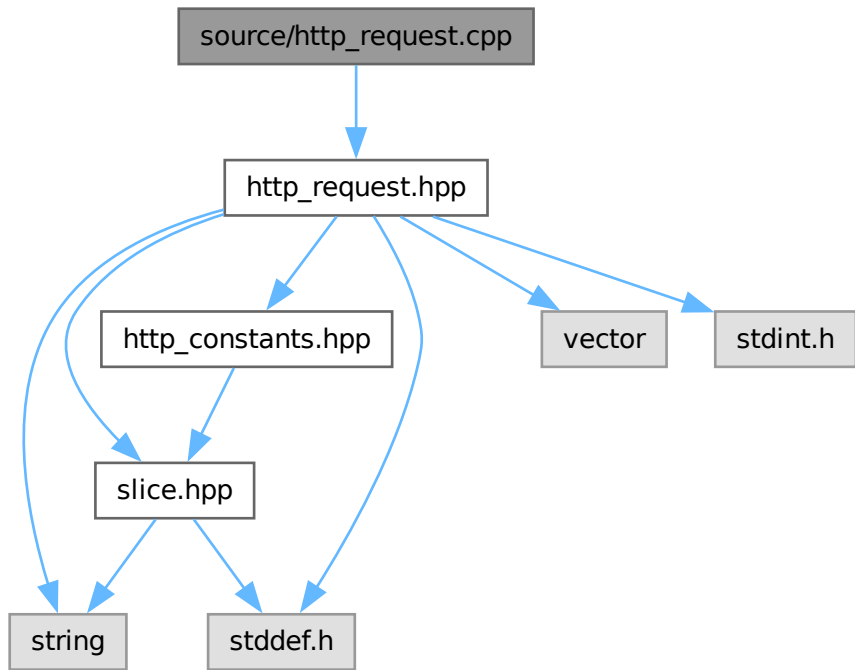 source/http_request.cpp
http_request.hpp
http_constants.hpp
vector
stdint.h
slice.hpp
string
stddef.h